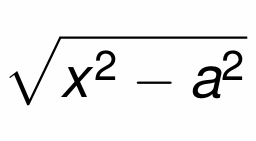 √(x² − a²)